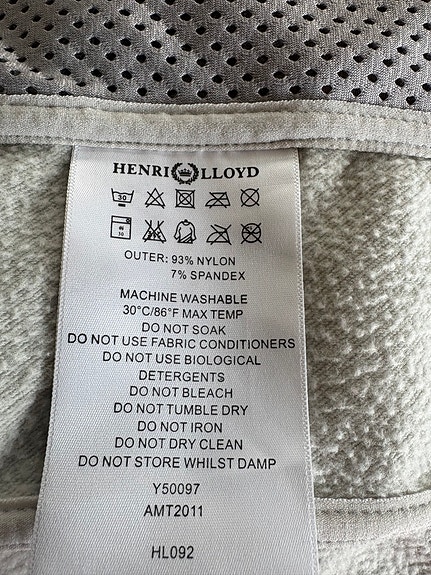 HENRI LLOYD
30
30
OUTER: 93% NYLON
7% SPANDEX
MACHINE WASHABLE
30°C/86°F MAX TEMP
DO NOT SOAK
DO NOT USE FABRIC CONDITIONERS
DO NOT USE BIOLOGICAL
DETERGENTS
DO NOT BLEACH
DO NOT TUMBLE DRY
DO NOT IRON
DO NOT DRY CLEAN
DO NOT STORE WHILST DAMP
Y50097
AMT2011
HL092